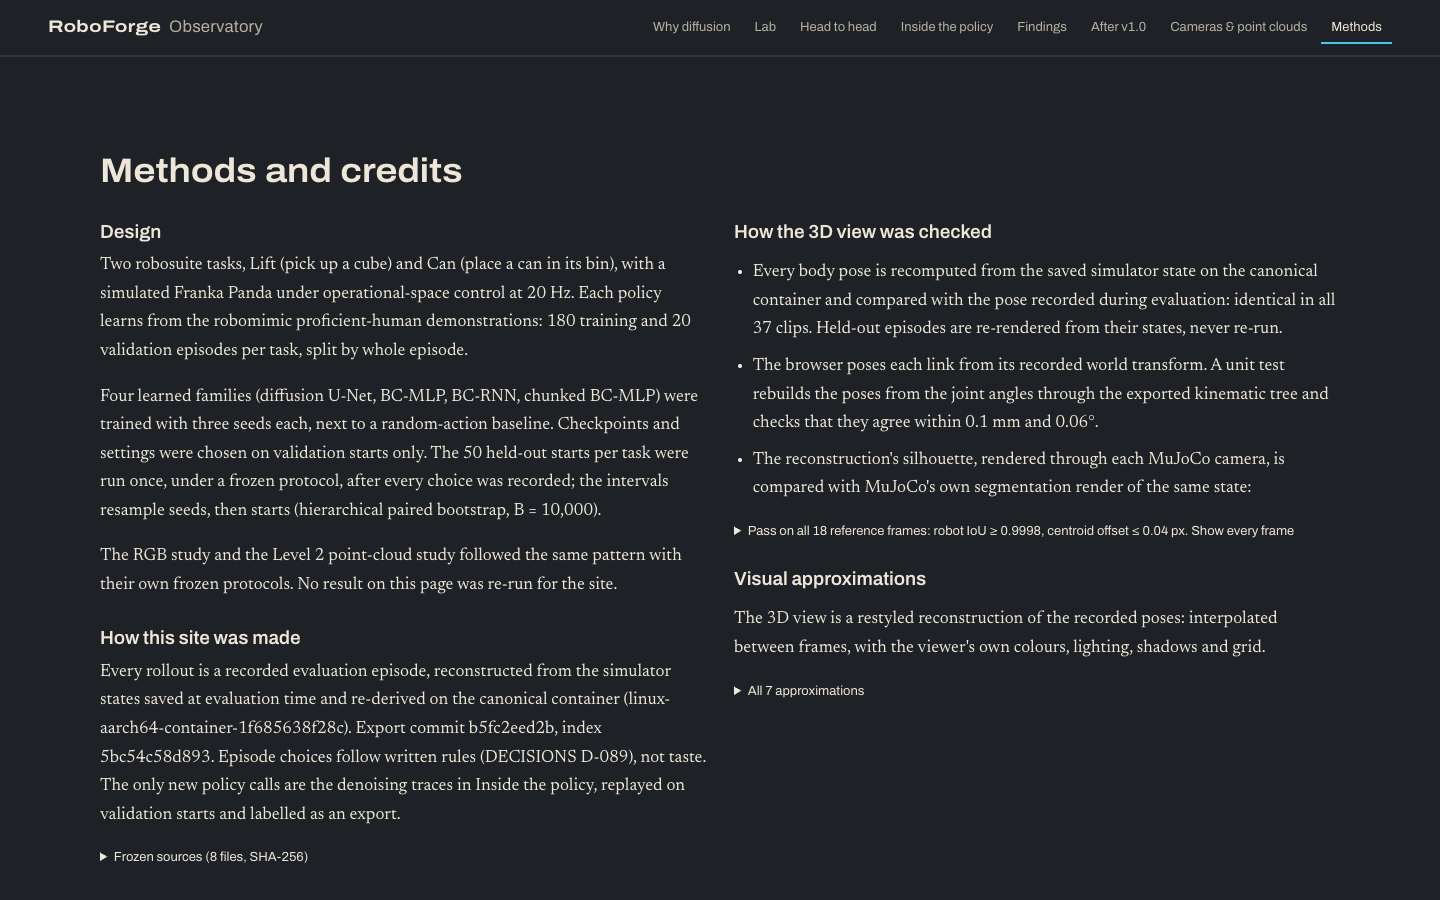 RoboForge Observatory
Why diffusion
Lab
Head to head
Inside the policy
Findings
After v1.0
Cameras & point clouds
Methods
Methods and credits
Design
Two robosuite tasks, Lift (pick up a cube) and Can (place a can in its bin), with a
simulated Franka Panda under operational-space control at 20 Hz. Each policy
learns from the robomimic proficient-human demonstrations: 180 training and 20
validation episodes per task, split by whole episode.
Four learned families (diffusion U-Net, BC-MLP, BC-RNN, chunked BC-MLP) were
trained with three seeds each, next to a random-action baseline. Checkpoints and
settings were chosen on validation starts only. The 50 held-out starts per task were
run once, under a frozen protocol, after every choice was recorded; the intervals
resample seeds, then starts (hierarchical paired bootstrap, B = 10,000).
The RGB study and the Level 2 point-cloud study followed the same pattern with
their own frozen protocols. No result on this page was re-run for the site.
How this site was made
Every rollout is a recorded evaluation episode, reconstructed from the simulator
states saved at evaluation time and re-derived on the canonical container (linux-
aarch64-container-1f685638f28c). Export commit b5fc2eed2b, index
5bc54c58d893. Episode choices follow written rules (DECISIONS D-089), not taste.
The only new policy calls are the denoising traces in Inside the policy, replayed on
validation starts and labelled as an export.
▶ Frozen sources (8 files, SHA-256)
How the 3D view was checked
• Every body pose is recomputed from the saved simulator state on the canonical
container and compared with the pose recorded during evaluation: identical in all
37 clips. Held-out episodes are re-rendered from their states, never re-run.
• The browser poses each link from its recorded world transform. A unit test
rebuilds the poses from the joint angles through the exported kinematic tree and
checks that they agree within 0.1 mm and 0.06°.
• The reconstruction's silhouette, rendered through each MuJoCo camera, is
compared with MuJoCo's own segmentation render of the same state:
▶ Pass on all 18 reference frames: robot IoU ≥ 0.9998, centroid offset ≤ 0.04 px. Show every frame
Visual approximations
The 3D view is a restyled reconstruction of the recorded poses: interpolated
between frames, with the viewer's own colours, lighting, shadows and grid.
▶ All 7 approximations